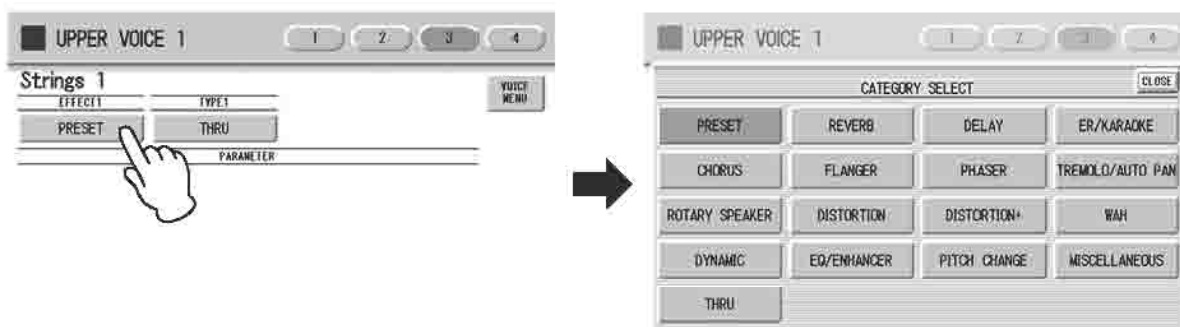 UPPER VOICE 1 1 2 3 4
Strings 1
VOICE MENU
EFFECT1 TYPE1
PRESET THRU
PARAMETER
UPPER VOICE 1 1 2 3 4
CATEGORY SELECT CLOSE
PRESET REVERB DELAY ER/KARAOKE
CHORUS FLANGER PHASER TREMOLO/AUTO PAN
ROTARY SPEAKER DISTORTION DISTORTION+ WAH
DYNAMIC EQ/ENHANCER PITCH CHANGE MISCELLANEOUS
THRU